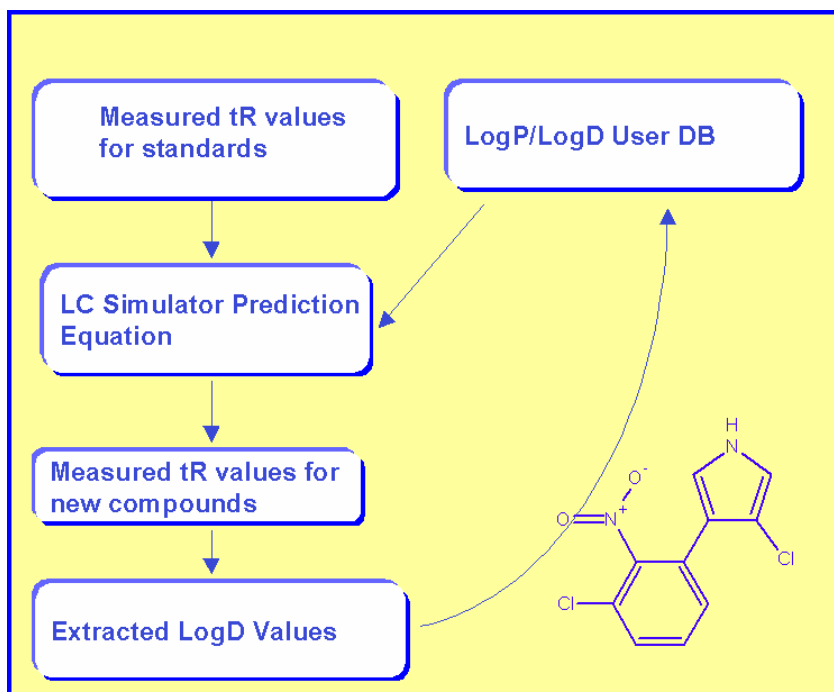 Measured tR values
for standards
LogP/LogD User DB
LC Simulator Prediction
Equation
Measured tR values for
new compounds
Extracted LogD Values
H
N
O-
O
N+
Cl
Cl